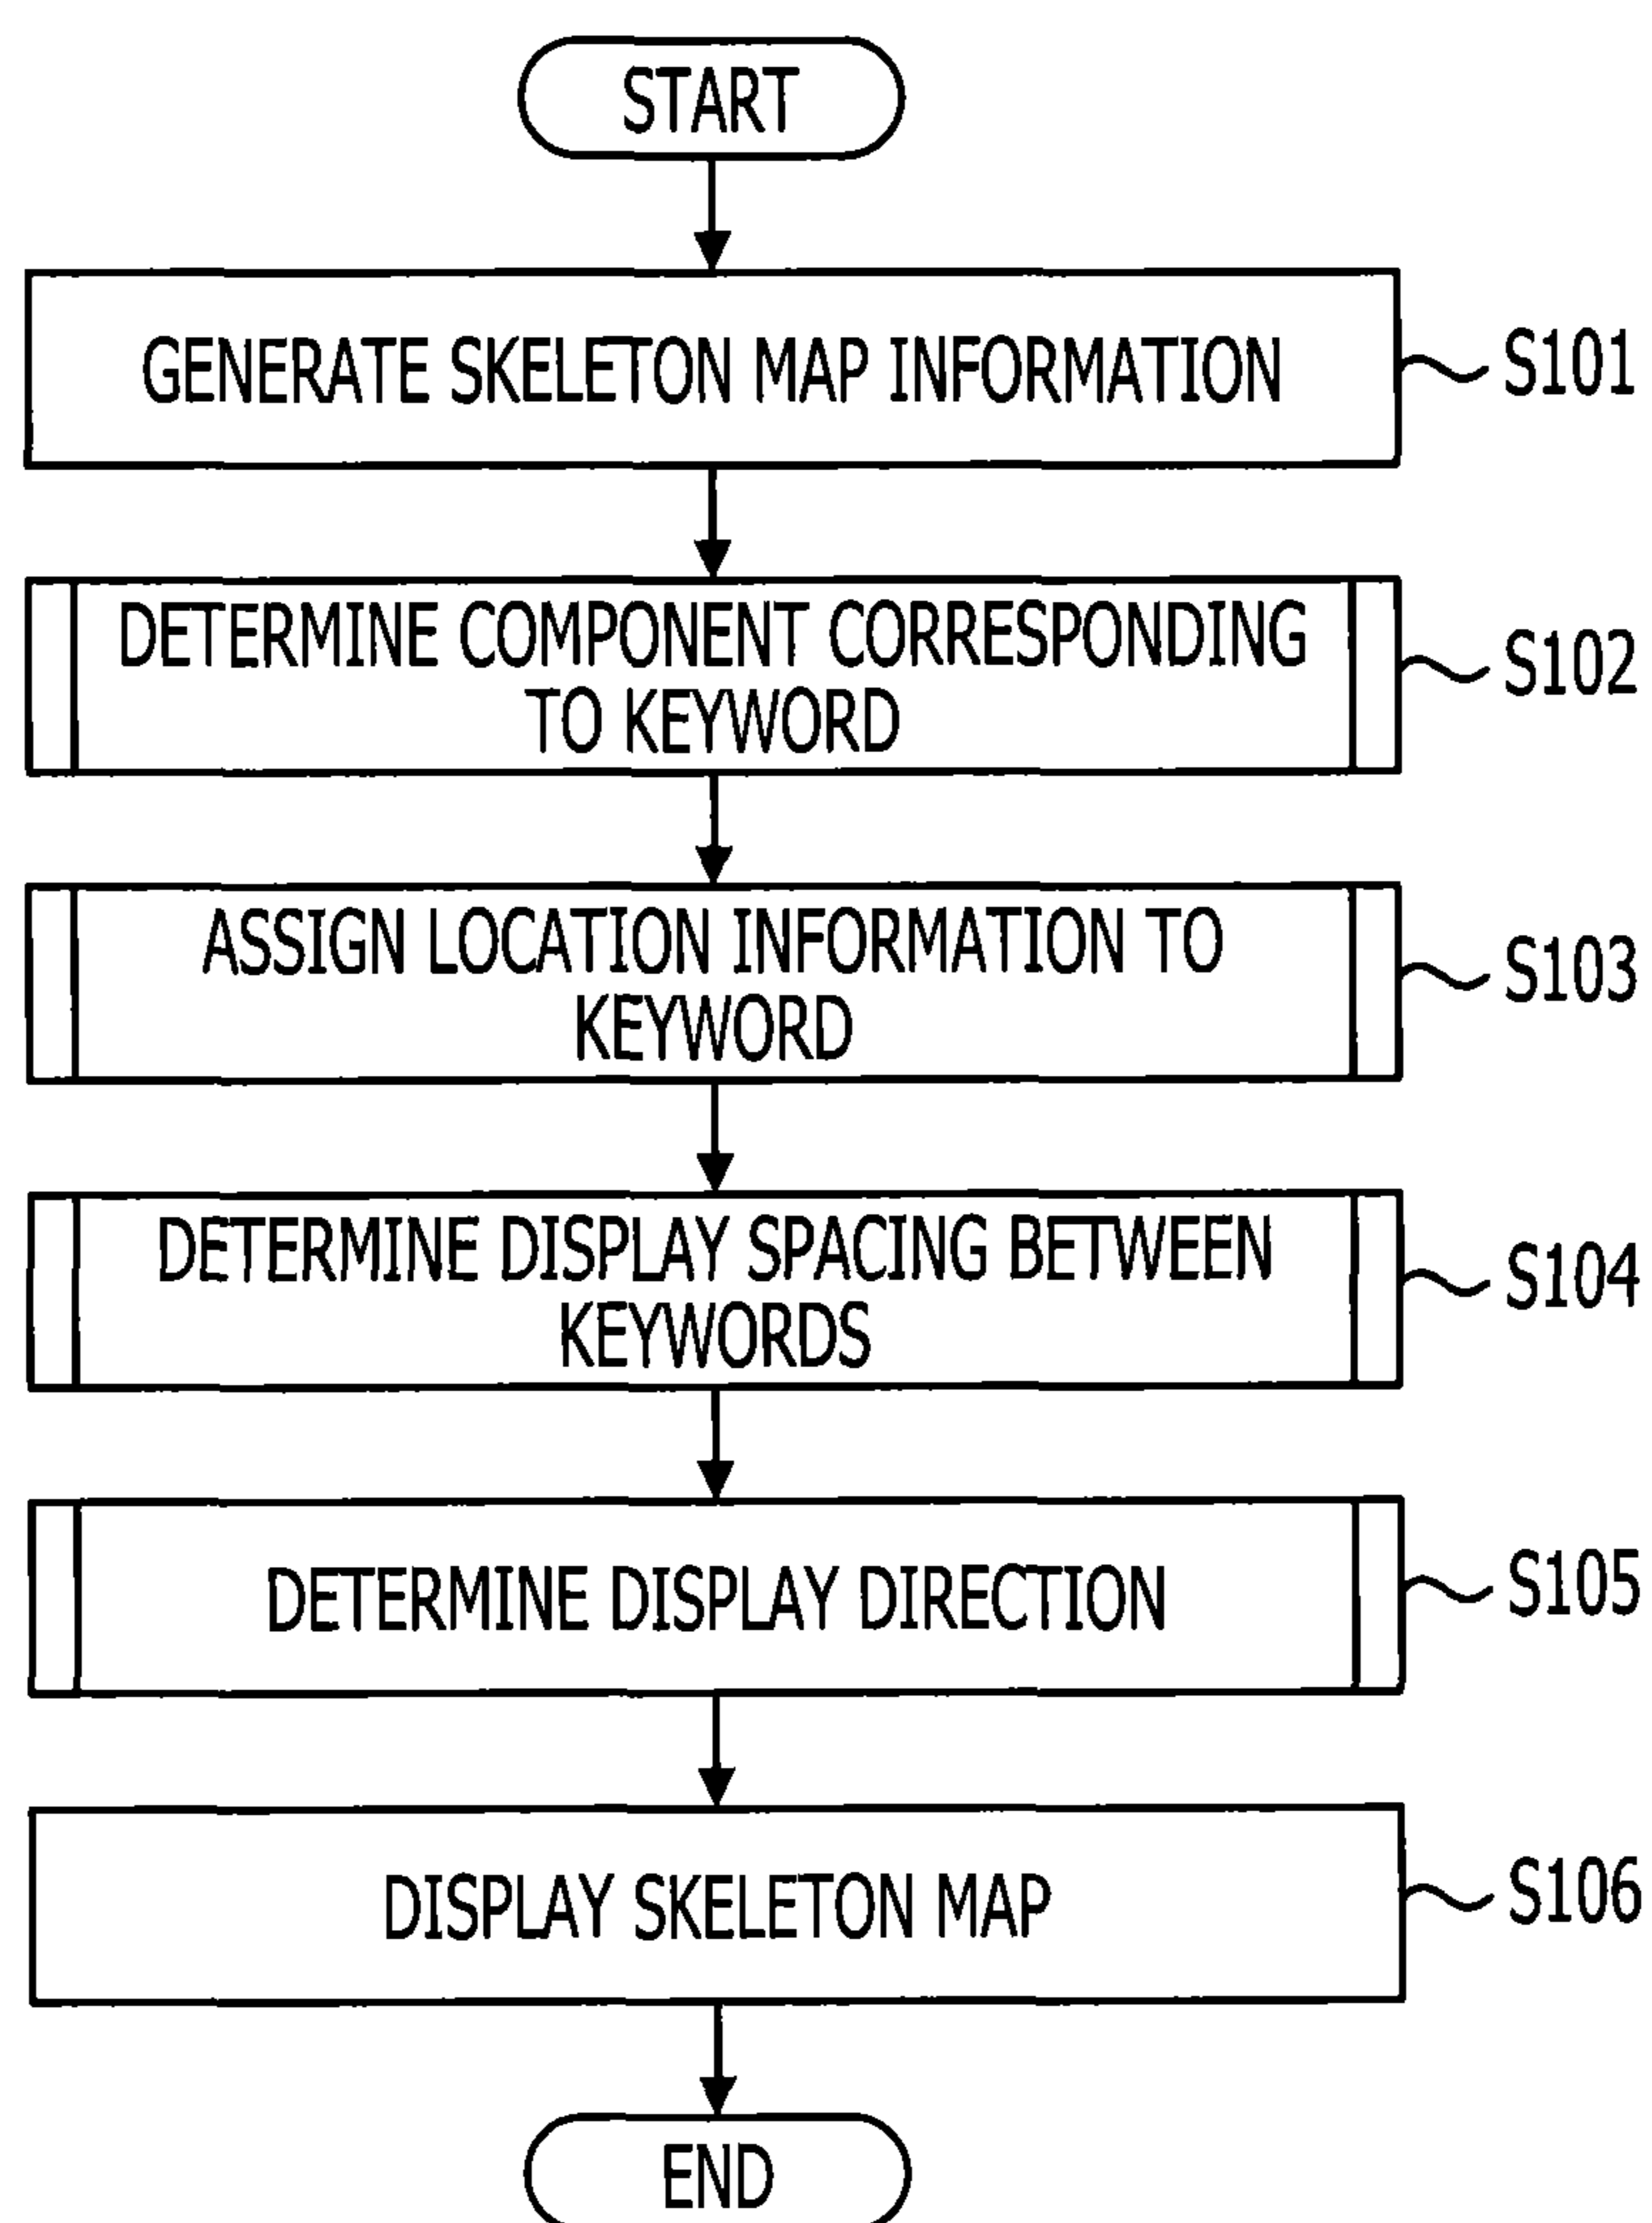 START
GENERATE SKELETON MAP INFORMATION
S101
DETERMINE COMPONENT CORRESPONDING
TO KEYWORD
S102
ASSIGN LOCATION INFORMATION TO
KEYWORD
S103
DETERMINE DISPLAY SPACING BETWEEN
KEYWORDS
S104
DETERMINE DISPLAY DIRECTION
S105
DISPLAY SKELETON MAP
S106
END